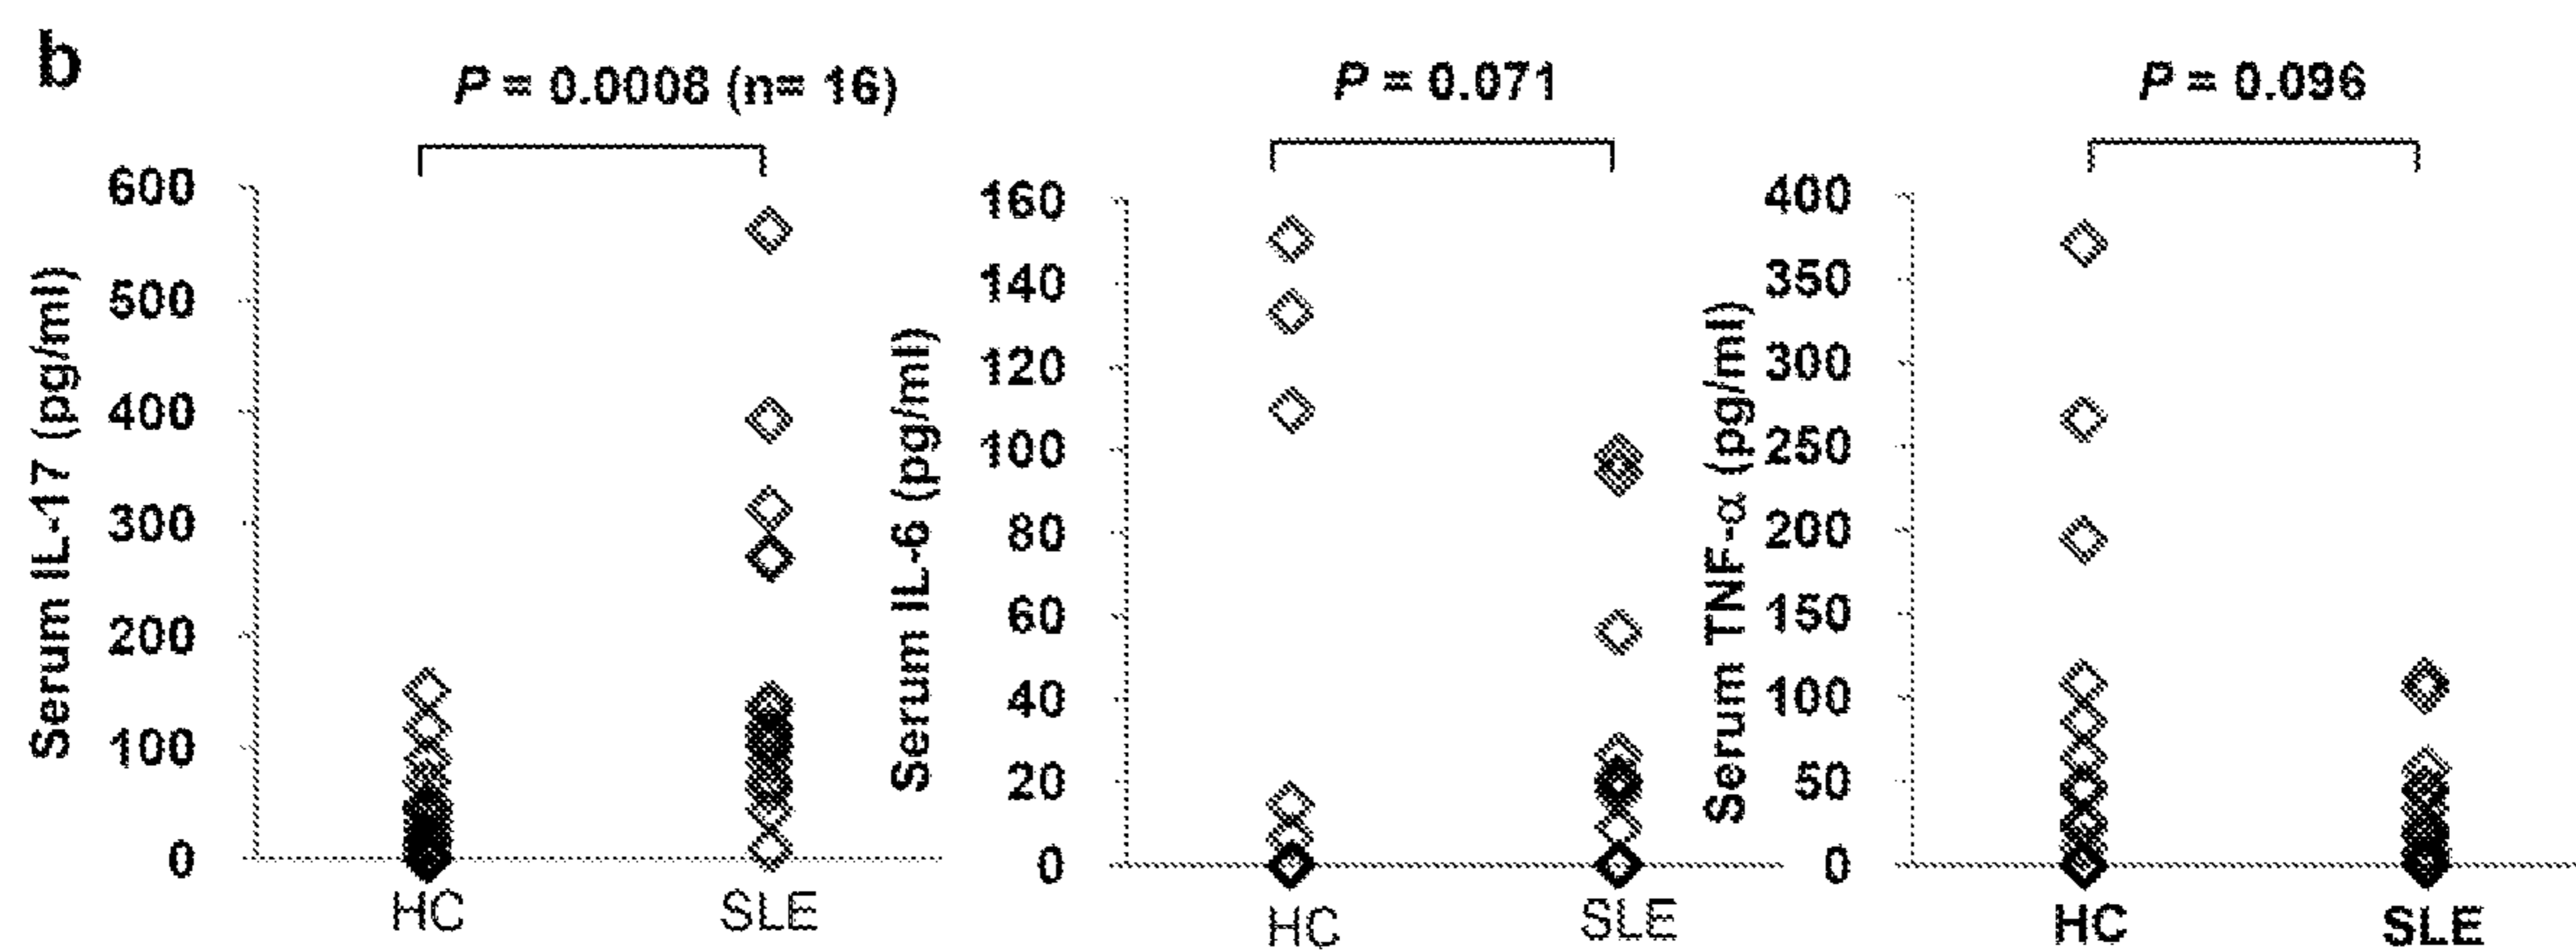 b
P = 0.0008 (n= 16)
Serum IL-17 (pg/ml)
600
500
400
300
200
100
0
HC
SLE
P = 0.071
Serum IL-6 (pg/ml)
160
140
120
100
80
60
40
20
0
HC
SLE
P = 0.096
Serum TNF-α (pg/ml)
400
350
300
250
200
150
100
50
0
HC
SLE